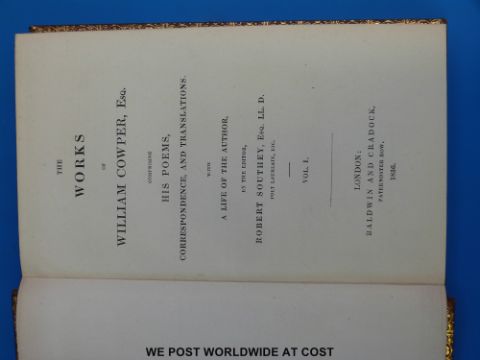 THE
WORKS
OF
WILLIAM COWPER, Esq.
COMPRISING
HIS POEMS,
CORRESPONDENCE, AND TRANSLATIONS.
WITH
A LIFE OF THE AUTHOR,
BY THE EDITOR,
ROBERT SOUTHEY, Esq. LL. D.
POET LAUREATE, ETC.
VOL. I.
LONDON:
BALDWIN AND CRADOCK,
PATERNOSTER ROW.
1836.
WE POST WORLDWIDE AT COST